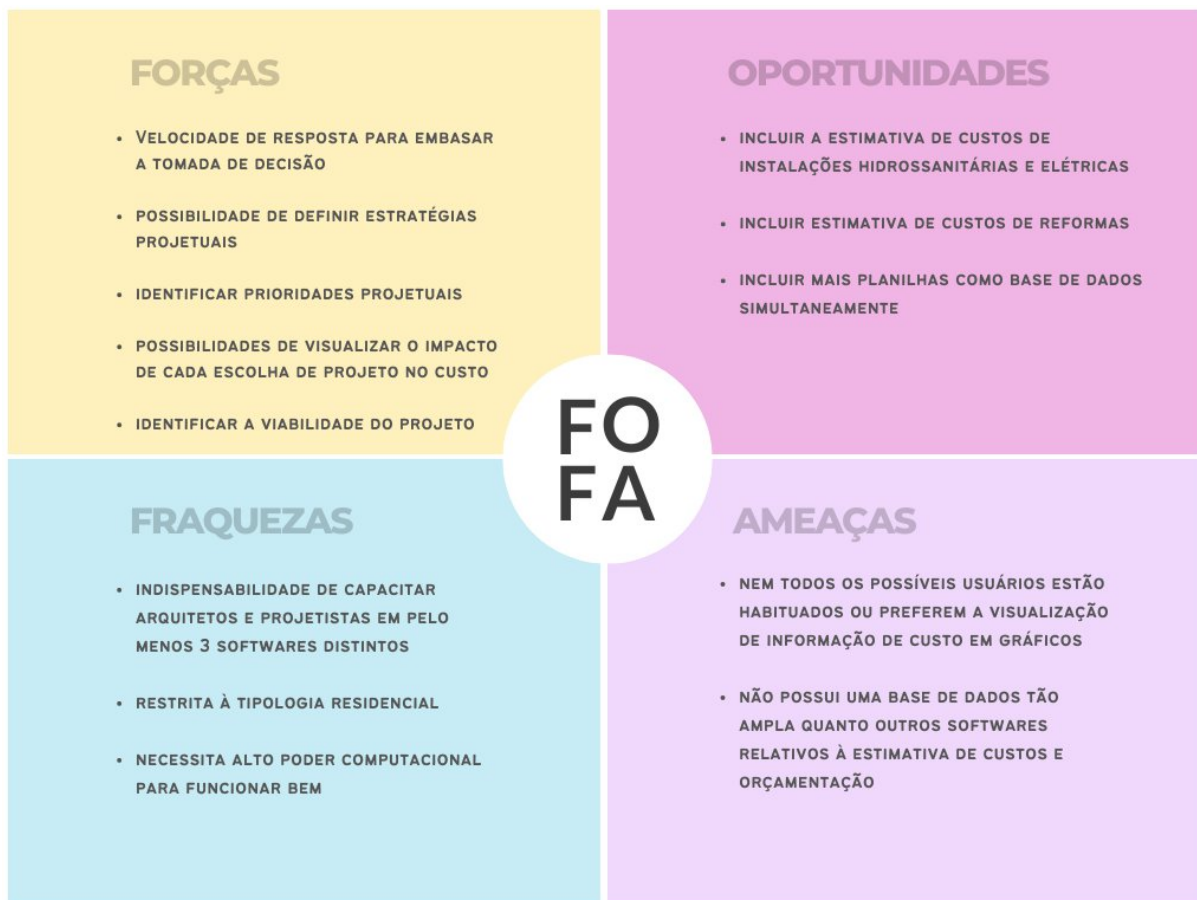 FORÇAS
• VELOCIDADE DE RESPOSTA PARA EMBASAR
A TOMADA DE DECISÃO
• POSSIBILIDADE DE DEFINIR ESTRATÉGIAS
PROJETUAIS
• IDENTIFICAR PRIORIDADES PROJETUAIS
• POSSIBILIDADES DE VISUALIZAR O IMPACTO
DE CADA ESCOLHA DE PROJETO NO CUSTO
• IDENTIFICAR A VIABILIDADE DO PROJETO
OPORTUNIDADES
• INCLUIR A ESTIMATIVA DE CUSTOS DE
INSTALAÇÕES HIDROSSANITÁRIAS E ELÉTRICAS
• INCLUIR ESTIMATIVA DE CUSTOS DE REFORMAS
• INCLUIR MAIS PLANILHAS COMO BASE DE DADOS
SIMULTANEAMENTE
FO
FA
FRAQUEZAS
• INDISPENSABILIDADE DE CAPACITAR
ARQUITETOS E PROJETISTAS EM PELO
MENOS 3 SOFTWARES DISTINTOS
• RESTRITA À TIPOLOGIA RESIDENCIAL
• NECESSITA ALTO PODER COMPUTACIONAL
PARA FUNCIONAR BEM
AMEAÇAS
• NEM TODOS OS POSSÍVEIS USUÁRIOS ESTÃO
HABITUADOS OU PREFEREM A VISUALIZAÇÃO
DE INFORMAÇÃO DE CUSTO EM GRÁFICOS
• NÃO POSSUI UMA BASE DE DADOS TÃO
AMPLA QUANTO OUTROS SOFTWARES
RELATIVOS À ESTIMATIVA DE CUSTOS E
ORÇAMENTAÇÃO